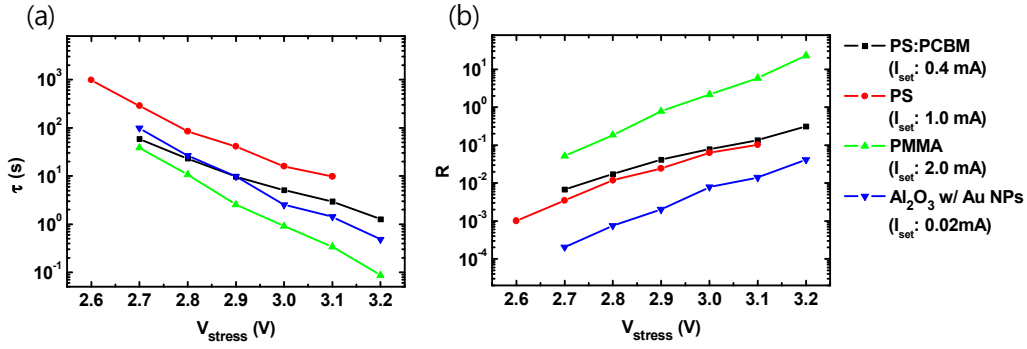 (a)
10³
10²
10¹
10⁰
10⁻¹
τ (s)
2.6 2.7 2.8 2.9 3.0 3.1 3.2
V_stress (V)
(b)
10¹
10⁰
10⁻¹
10⁻²
10⁻³
10⁻⁴
R
2.6 2.7 2.8 2.9 3.0 3.1 3.2
V_stress (V)
PS:PCBM
(I_set: 0.4 mA)
PS
(I_set: 1.0 mA)
PMMA
(I_set: 2.0 mA)
Al₂O₃ w/ Au NPs
(I_set: 0.02mA)